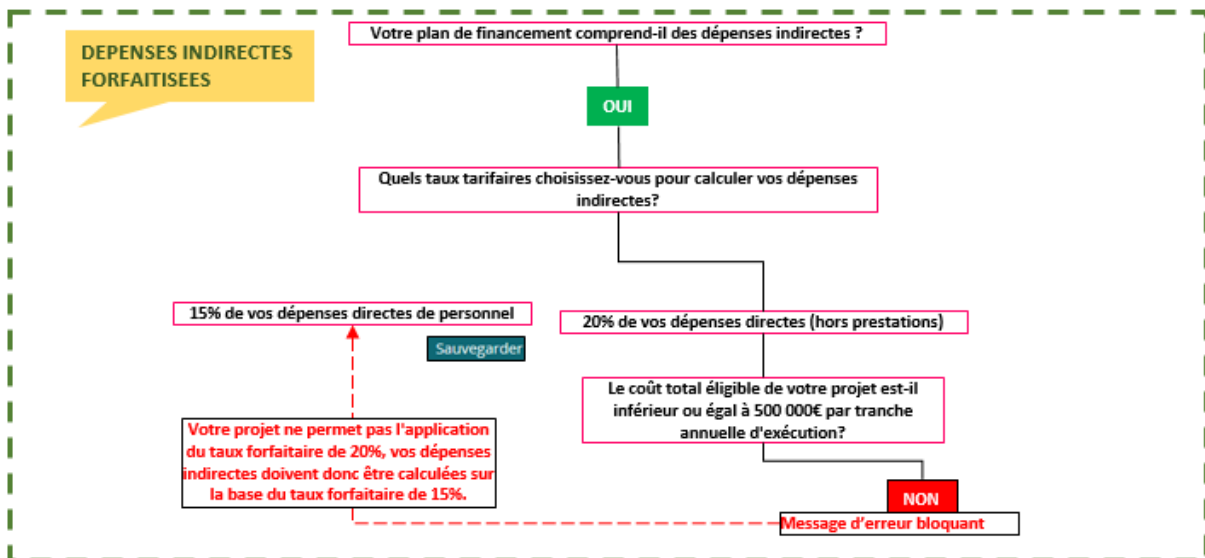 Votre plan de financement comprend-il des dépenses indirectes ?
DEPENSES INDIRECTES
FORFAITISEES
OUI
Quels taux tarifaires choisissez-vous pour calculer vos dépenses
indirectes?
15% de vos dépenses directes de personnel
20% de vos dépenses directes (hors prestations)
Sauvegarder
Le coût total éligible de votre projet est-il
inférieur ou égal à 500 000€ par tranche
annuelle d'exécution?
Votre projet ne permet pas l'application
du taux forfaitaire de 20%, vos dépenses
indirectes doivent donc être calculées sur
la base du taux forfaitaire de 15%.
NON
Message d’erreur bloquant